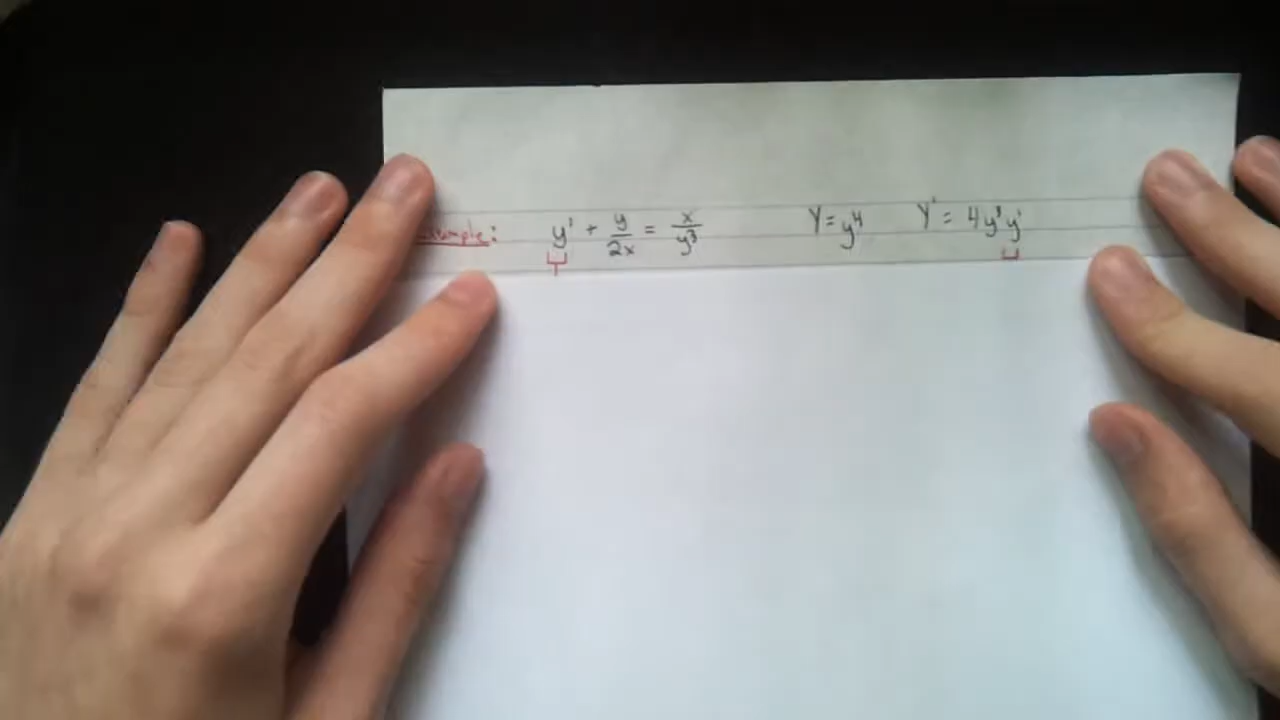 y' + y/2x = x/y³ Y = y⁴ Y' = 4y³y'